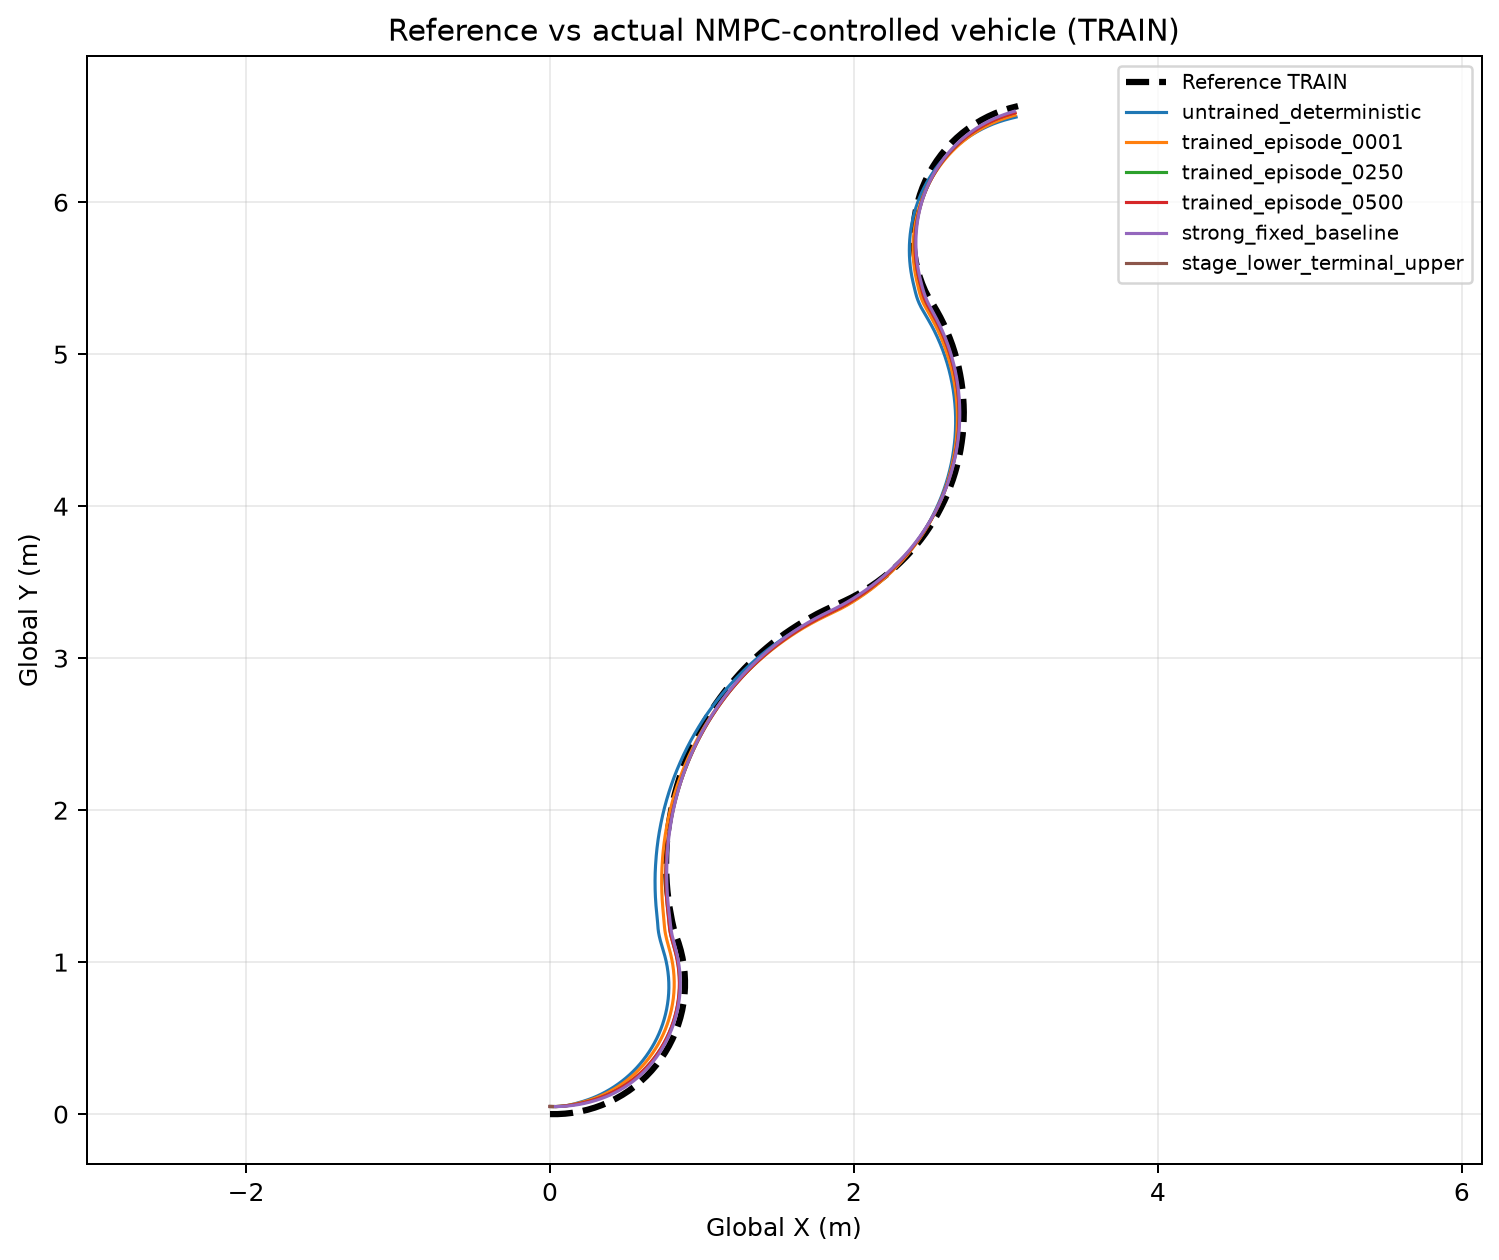 Reference vs actual NMPC-controlled vehicle (TRAIN)
Reference TRAIN
untrained_deterministic
trained_episode_0001
trained_episode_0250
trained_episode_0500
strong_fixed_baseline
stage_lower_terminal_upper
6
5
4
3
2
1
0
Global Y (m)
−2 0 2 4 6
Global X (m)